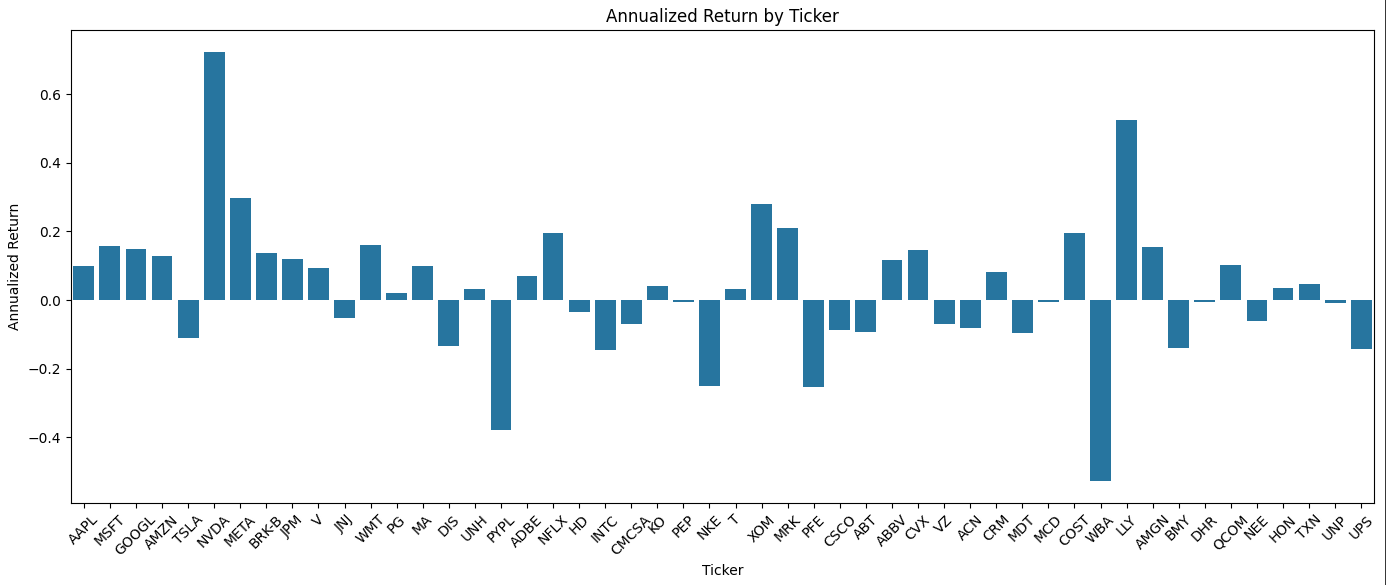 Annualized Return by Ticker
Annualized Return
0.6
0.4
0.2
0.0
−0.2
−0.4
AAPL MSFT GOOGL AMZN TSLA NVDA META BRK-B JPM V JNJ WMT PG MA DIS UNH PYPL ADBE NFLX HD INTC CMCSA KO PEP NKE T XOM MRK PFE CSCO ABT ABBV CVX VZ ACN CRM MDT MCD COST WBA LLY AMGN BMY DHR QCOM NEE HON TXN UNP UPS
Ticker